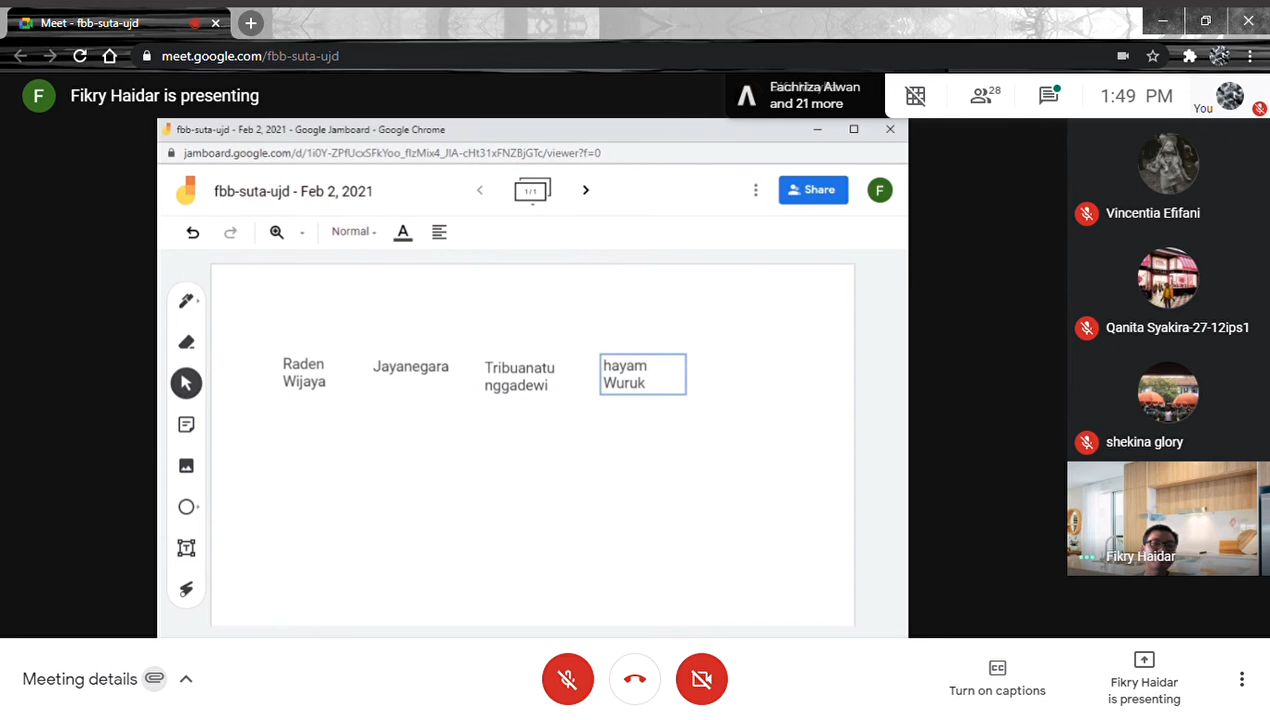 Meet - fbb-suta-ujd
meet.google.com/fbb-suta-ujd
F
Fikry Haidar is presenting
Fachriza Alwan
and 21 more
28
1:49 PM
You
fbb-suta-ujd - Feb 2, 2021 - Google Jamboard - Google Chrome
jamboard.google.com/d/1i0Y-ZPfUcxSFkYoo_flzMix4_JIA-cHt31xFNZBjGTc/viewer?f=0
fbb-suta-ujd - Feb 2, 2021
1/1
Share
F
Normal
A
Raden
Wijaya
Jayanegara
Tribuanatu
nggadewi
hayam
Wuruk
Vincentia Efifani
Qanita Syakira-27-12ips1
shekina glory
Fikry Haidar
Meeting details
CC
Turn on captions
Fikry Haidar
is presenting